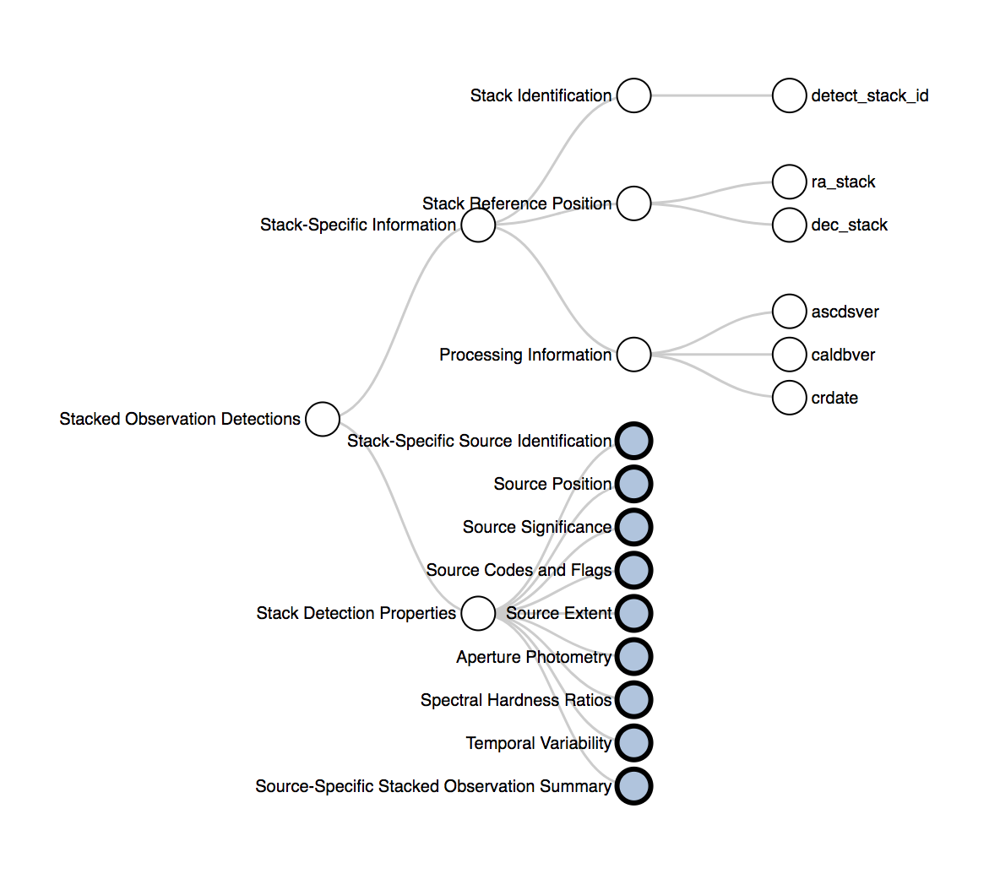 Stack Identification
detect_stack_id
ra_stack
Stack Reference Position
Stack-Specific Information
dec_stack
ascdsver
Processing Information
caldbver
crdate
Stacked Observation Detections
Stack-Specific Source Identification
Source Position
Source Significance
Source Codes and Flags
Stack Detection Properties
Source Extent
Aperture Photometry
Spectral Hardness Ratios
Temporal Variability
Source-Specific Stacked Observation Summary